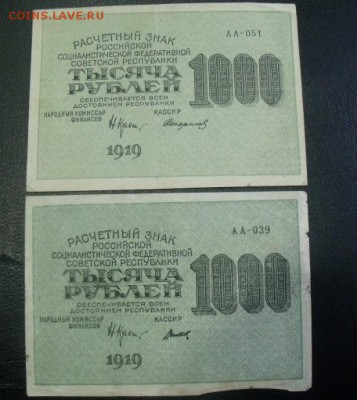 COINS.LAVE.RU
РАСЧЕТНЫЙ ЗНАК
РОССИЙСКОЙ
СОЦИАЛИСТИЧЕСКОЙ ФЕДЕРАТИВНОЙ
СОВЕТСКОЙ РЕСПУБЛИКИ
ТЫСЯЧА
РУБЛЕЙ
ОБЕСПЕЧИВАЕТСЯ ВСЕМ
ДОСТОЯНИЕМ РЕСПУБЛИКИ
НАРОДНЫЙ КОМИССАР
ФИНАНСОВ
КАССИР
1919
АА-051
1000
РАСЧЕТНЫЙ ЗНАК
РОССИЙСКОЙ
СОЦИАЛИСТИЧЕСКОЙ ФЕДЕРАТИВНОЙ
СОВЕТСКОЙ РЕСПУБЛИКИ
ТЫСЯЧА
РУБЛЕЙ
ОБЕСПЕЧИВАЕТСЯ ВСЕМ
ДОСТОЯНИЕМ РЕСПУБЛИКИ
НАРОДНЫЙ КОМИССАР
ФИНАНСОВ
КАССИР
1919
АА-039
1000